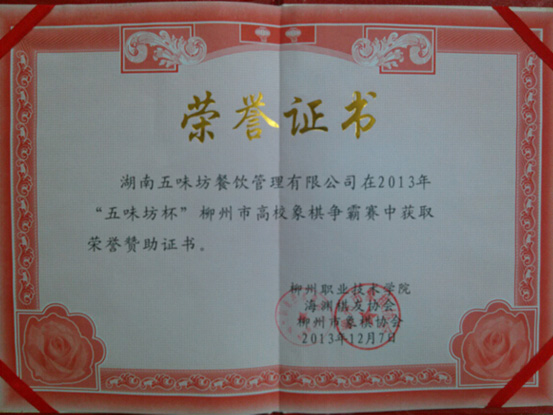 荣誉证书
湖南五味坊餐饮管理有限公司在2013年
“五味坊杯”柳州市高校象棋争霸赛中获取
荣誉赞助证书。
柳州职业技术学院
海渊棋友协会
柳州市象棋协会
2013年12月7日